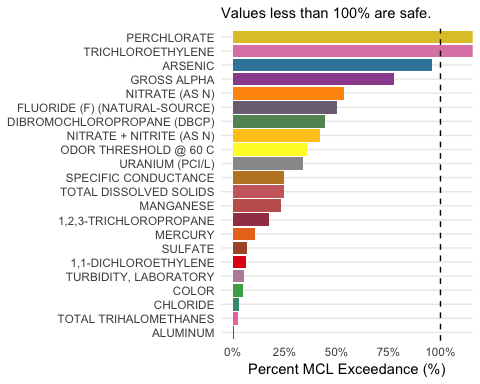 Values less than 100% are safe.
PERCHLORATE
TRICHLOROETHYLENE
ARSENIC
GROSS ALPHA
NITRATE (AS N)
FLUORIDE (F) (NATURAL-SOURCE)
DIBROMOCHLOROPROPANE (DBCP)
NITRATE + NITRITE (AS N)
ODOR THRESHOLD @ 60 C
URANIUM (PCI/L)
SPECIFIC CONDUCTANCE
TOTAL DISSOLVED SOLIDS
MANGANESE
1,2,3-TRICHLOROPROPANE
MERCURY
SULFATE
1,1-DICHLOROETHYLENE
TURBIDITY, LABORATORY
COLOR
CHLORIDE
TOTAL TRIHALOMETHANES
ALUMINUM
0% 25% 50% 75% 100%
Percent MCL Exceedance (%)